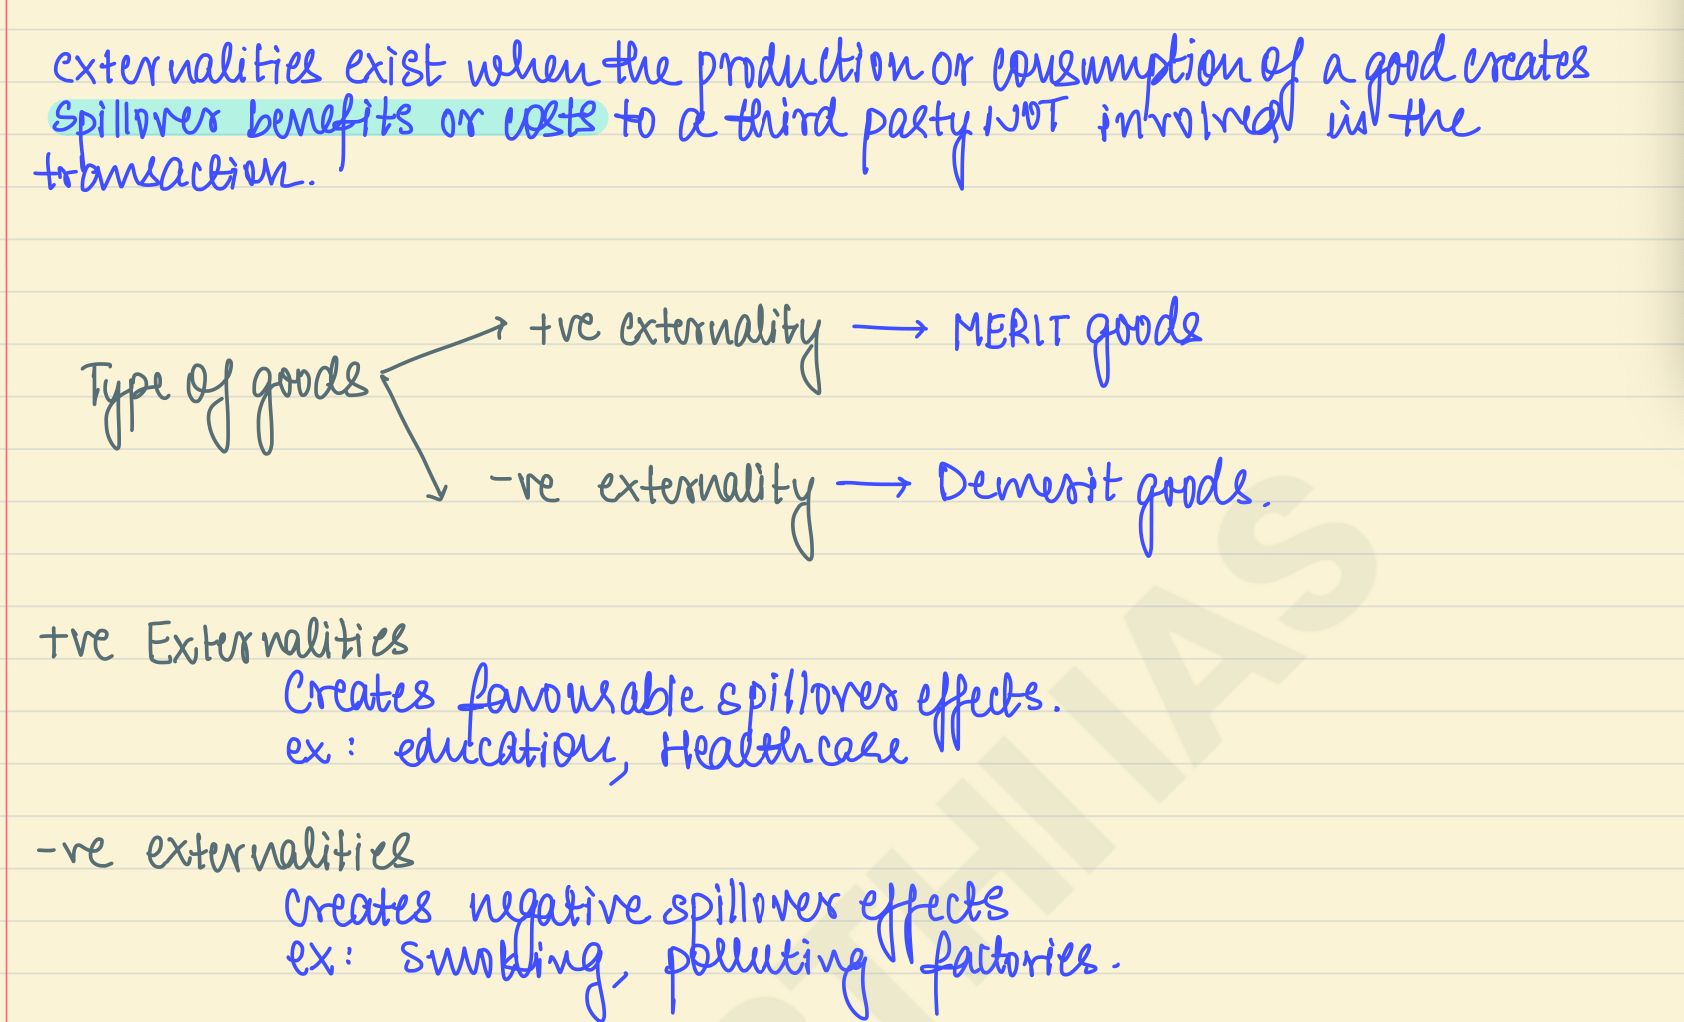 externalities exist when the production or consumption of a good creates
spillover benefits or costs to a third party NOT involved in the
transaction.
Type of goods
+ve externality → MERIT goods
-ve externality → Demerit goods.
+ve Externalities
Creates favourable spillover effects.
ex: education, Healthcare
-ve externalities
creates negative spillover effects
ex: smoking, polluting factories.
THI IAS